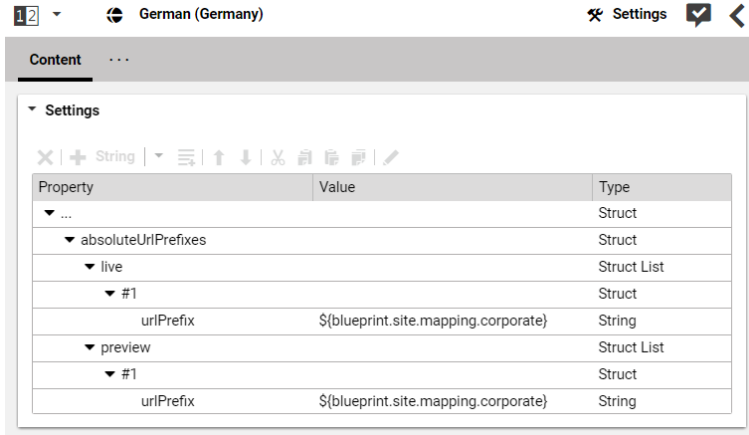 12 German (Germany) Settings
Content ...
Settings
String
Property Value Type
... Struct
absoluteUrlPrefixes Struct
live Struct List
#1 Struct
urlPrefix ${blueprint.site.mapping.corporate} String
preview Struct List
#1 Struct
urlPrefix ${blueprint.site.mapping.corporate} String